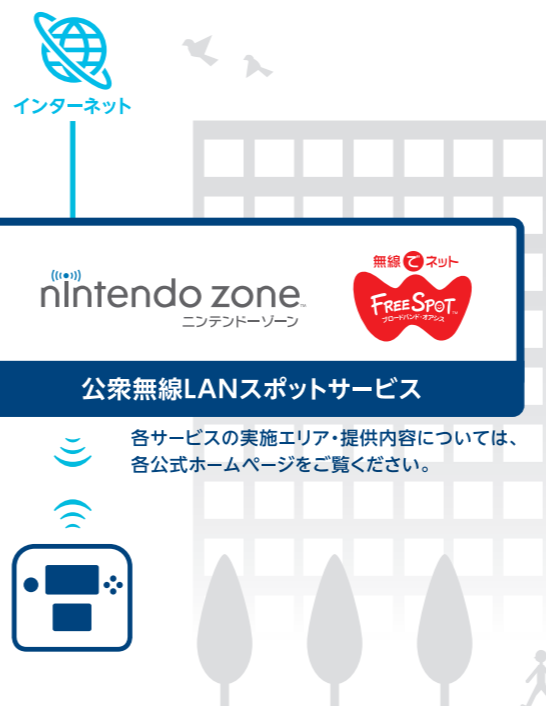 インターネット
nintendo zone™
ニンテンドーゾーン
無線でネット
FREESPOT™
ブロードバンド・オアシス
公衆無線LANスポットサービス
各サービスの実施エリア・提供内容については、
各公式ホームページをご覧ください。